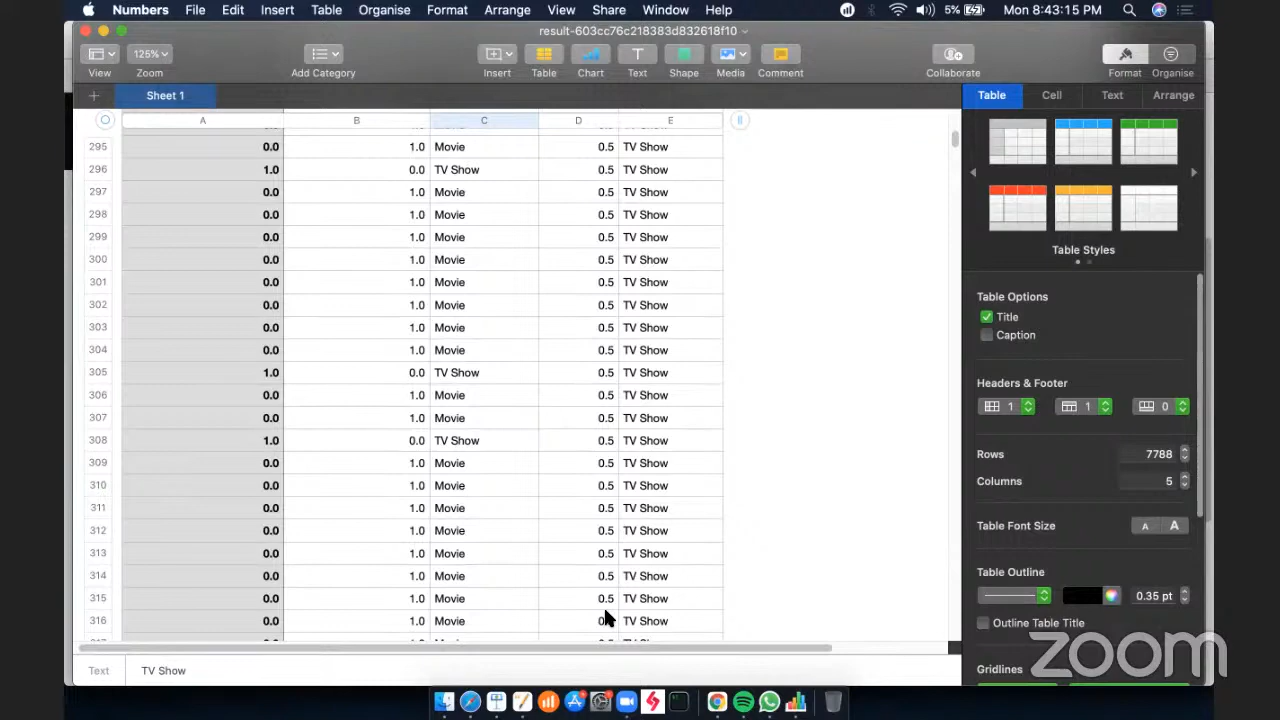 Numbers File Edit Insert Table Organise Format Arrange View Share Window Help 5% Mon 8:43:15 PM
result-603cc76c218383d832618f10
125%
View Zoom Add Category Insert Table Chart Text Shape Media Comment Collaborate Format Organise
Sheet 1
Table Cell Text Arrange
A B C D E
295 0.0 1.0 Movie 0.5 TV Show
296 1.0 0.0 TV Show 0.5 TV Show
297 0.0 1.0 Movie 0.5 TV Show
298 0.0 1.0 Movie 0.5 TV Show
299 0.0 1.0 Movie 0.5 TV Show
300 0.0 1.0 Movie 0.5 TV Show
301 0.0 1.0 Movie 0.5 TV Show
302 0.0 1.0 Movie 0.5 TV Show
303 0.0 1.0 Movie 0.5 TV Show
304 0.0 1.0 Movie 0.5 TV Show
305 1.0 0.0 TV Show 0.5 TV Show
306 0.0 1.0 Movie 0.5 TV Show
307 0.0 1.0 Movie 0.5 TV Show
308 1.0 0.0 TV Show 0.5 TV Show
309 0.0 1.0 Movie 0.5 TV Show
310 0.0 1.0 Movie 0.5 TV Show
311 0.0 1.0 Movie 0.5 TV Show
312 0.0 1.0 Movie 0.5 TV Show
313 0.0 1.0 Movie 0.5 TV Show
314 0.0 1.0 Movie 0.5 TV Show
315 0.0 1.0 Movie 0.5 TV Show
316 0.0 1.0 Movie TV Show
Text TV Show
Table Styles
Table Options
Title
Caption
Headers & Footer
1 1 0
Rows 7788
Columns 5
Table Font Size A A
Table Outline
0.35 pt
Outline Table Title
Gridlines
zoom